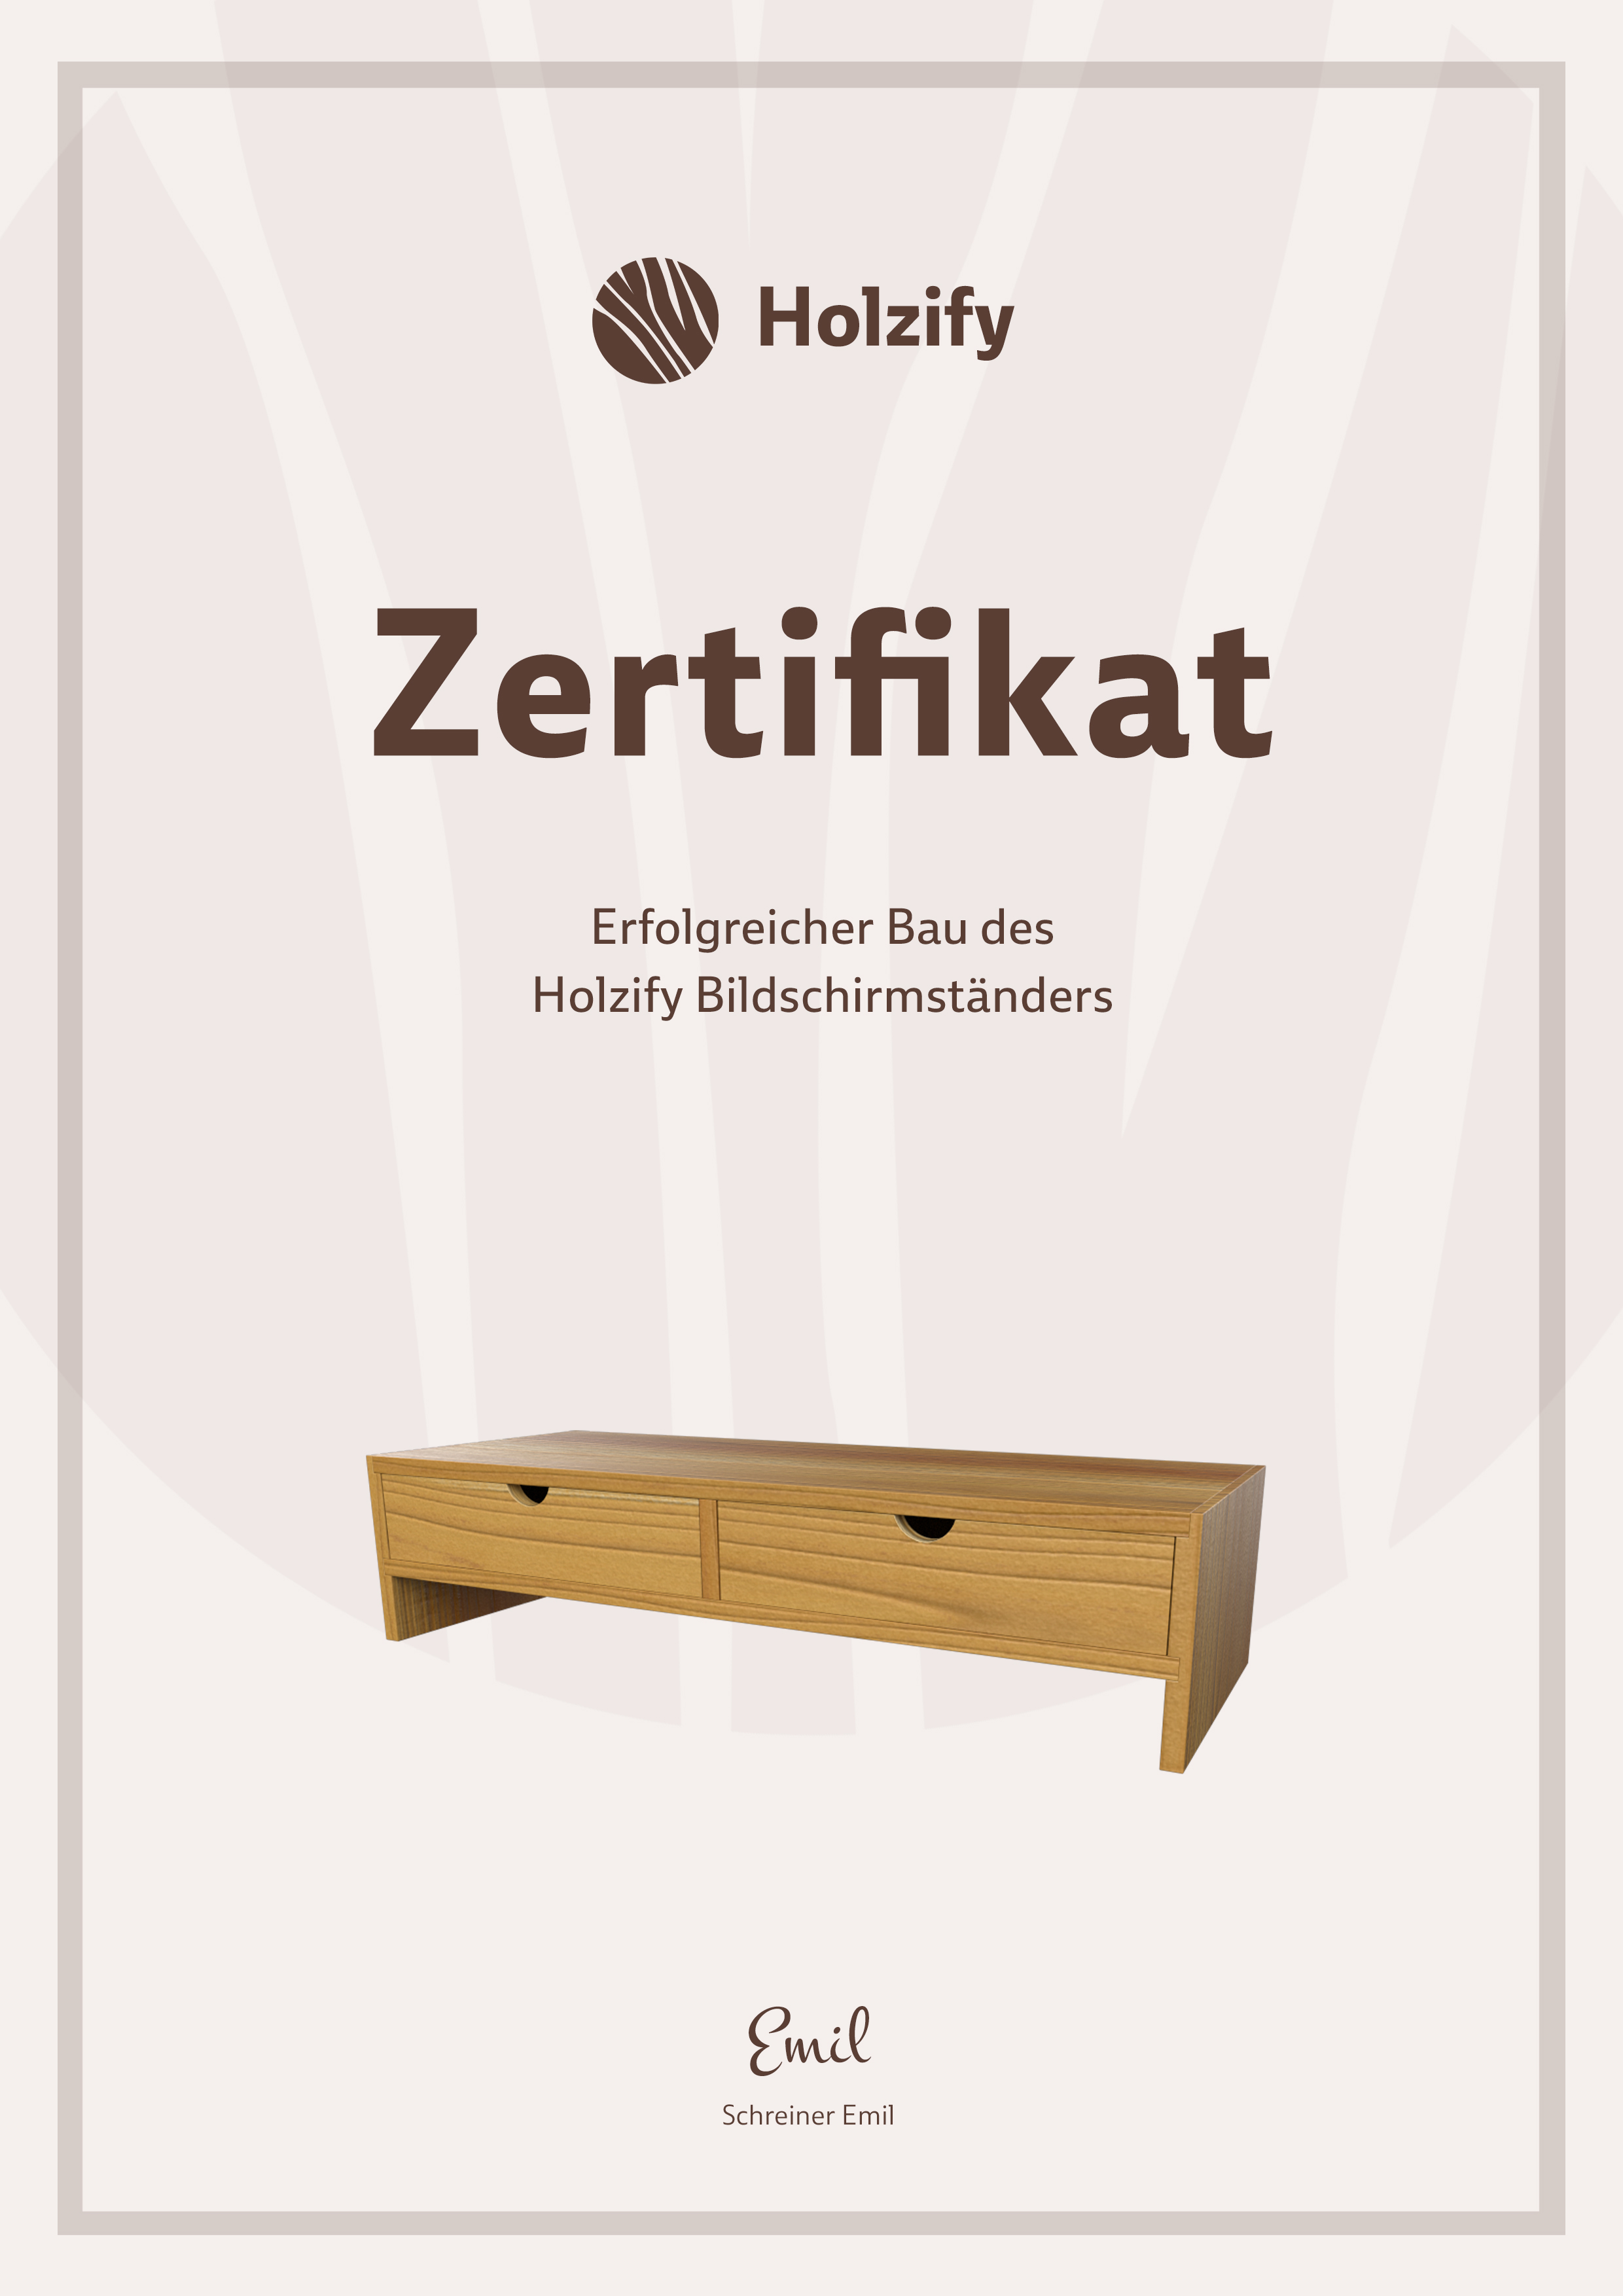 Holzify
Zertifikat
Erfolgreicher Bau des
Holzify Bildschirmständers
Emil
Schreiner Emil